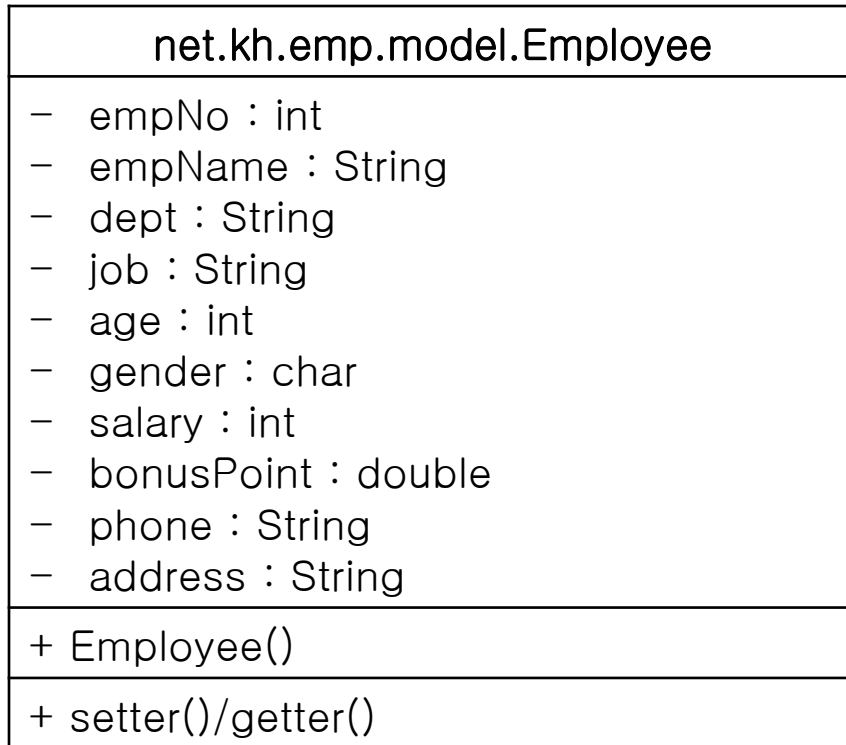 net.kh.emp.model.Employee
- empNo : int
- empName : String
- dept : String
- job : String
- age : int
- gender : char
- salary : int
- bonusPoint : double
- phone : String
- address : String
+ Employee()
+ setter()/getter()